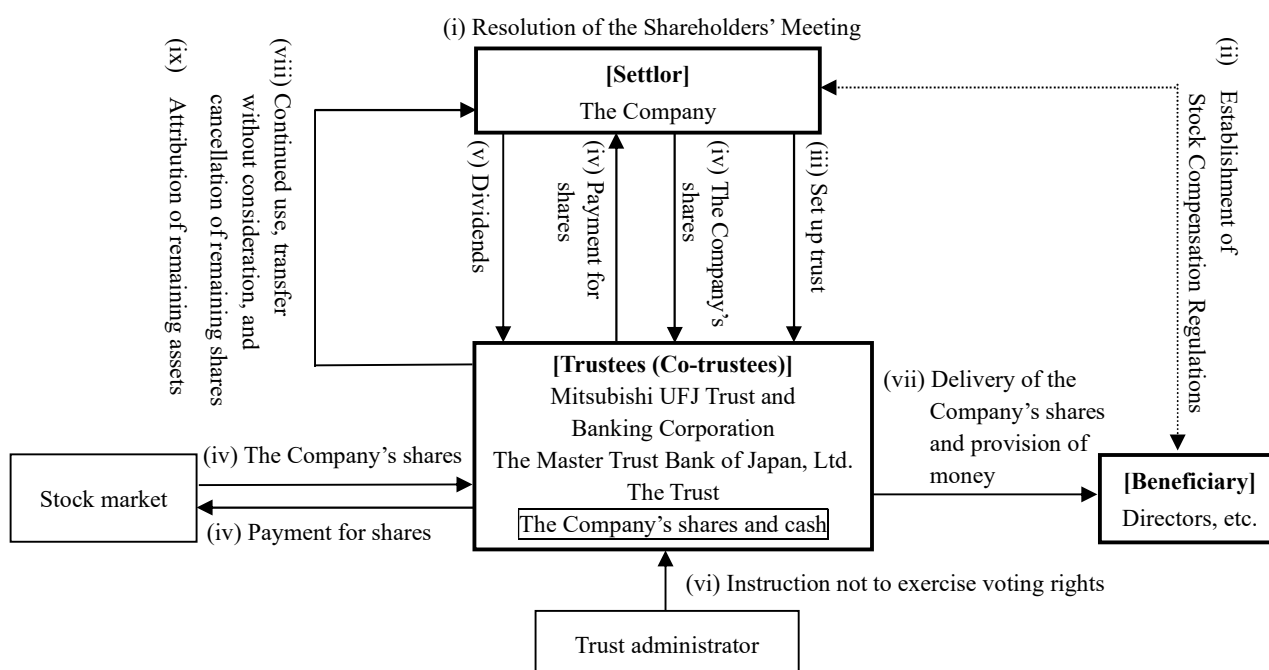 (i) Resolution of the Shareholders’ Meeting
[Settlor]
The Company
(ii) Establishment of
Stock Compensation Regulations
(viii) Continued use, transfer
without consideration, and
cancellation of remaining shares
(ix) Attribution of remaining assets
(v) Dividends
(iv) Payment for
shares
(iv) The Company’s
shares
(iii) Set up trust
[Trustees (Co-trustees)]
Mitsubishi UFJ Trust and
Banking Corporation
The Master Trust Bank of Japan, Ltd.
The Trust
The Company’s shares and cash
(vii) Delivery of the
Company’s shares
and provision of
money
(iv) The Company’s shares
Stock market
(iv) Payment for shares
[Beneficiary]
Directors, etc.
(vi) Instruction not to exercise voting rights
Trust administrator